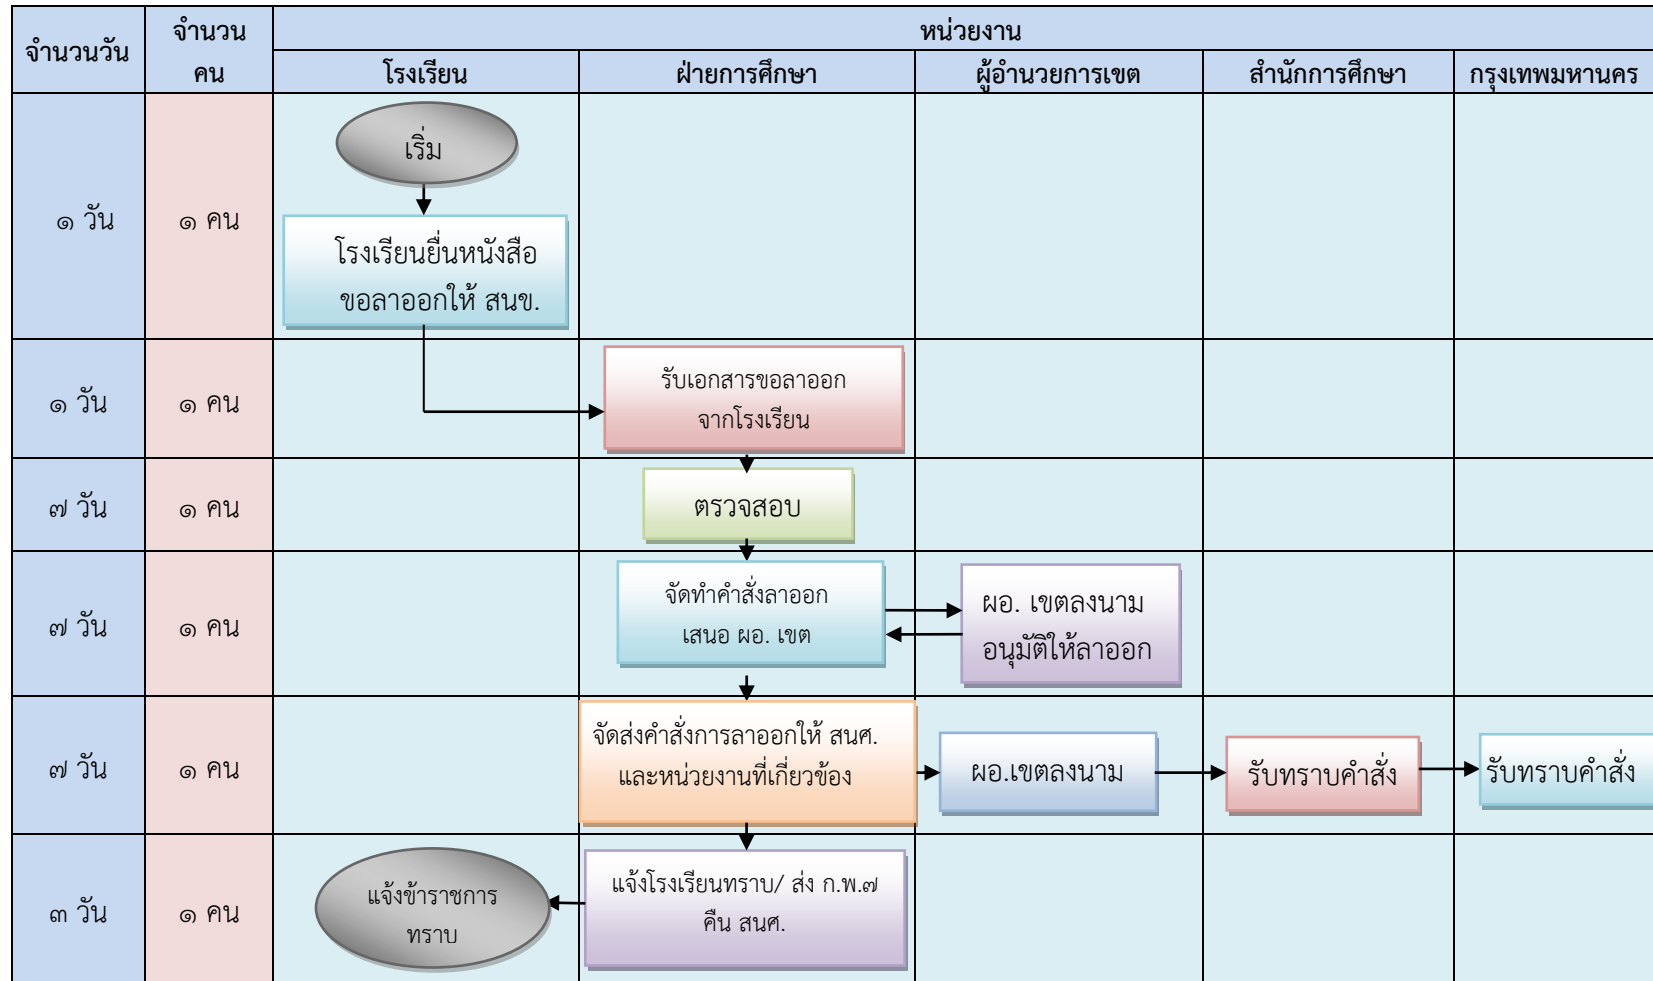 จำนวนวัน
จำนวน
คน
หน่วยงาน
โรงเรียน
ฝ่ายการศึกษา
ผู้อำนวยการเขต
สำนักการศึกษา
กรุงเทพมหานคร
๑ วัน
๑ คน
เริ่ม
โรงเรียนยื่นหนังสือ
ขอลาออกให้ สนข.
๑ วัน
๑ คน
รับเอกสารขอลาออก
จากโรงเรียน
๗ วัน
๑ คน
ตรวจสอบ
๗ วัน
๑ คน
จัดทำคำสั่งลาออก
เสนอ ผอ. เขต
ผอ. เขตลงนาม
อนุมัติให้ลาออก
๗ วัน
๑ คน
จัดส่งคำสั่งการลาออกให้ สนศ.
และหน่วยงานที่เกี่ยวข้อง
ผอ.เขตลงนาม
รับทราบคำสั่ง
รับทราบคำสั่ง
๓ วัน
๑ คน
แจ้งข้าราชการ
ทราบ
แจ้งโรงเรียนทราบ/ ส่ง ก.พ.๗
คืน สนศ.